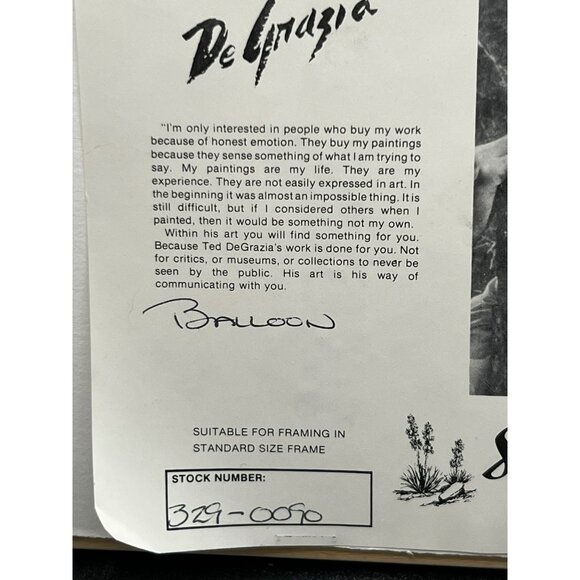 De Grazia
"I'm only interested in people who buy my work
because of honest emotion. They buy my paintings
because they sense something of what I am trying to
say. My paintings are my life. They are my
experience. They are not easily expressed in art. In
the beginning it was almost an impossible thing. It is
still difficult, but if I considered others when I
painted, then it would be something not my own.
Within his art you will find something for you.
Because Ted DeGrazia's work is done for you. Not
for critics, or museums, or collections to never be
seen by the public. His art is his way of
communicating with you.
BALLOON
SUITABLE FOR FRAMING IN
STANDARD SIZE FRAME
STOCK NUMBER:
329-0090